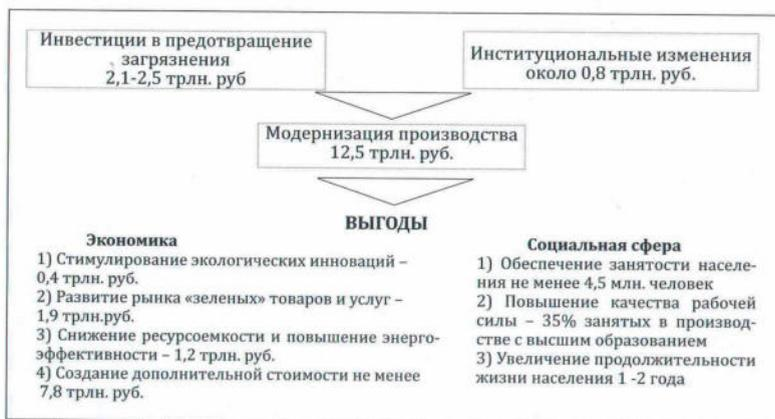 Инвестиции в предотвращение
загрязнения
2,1-2,5 трлн. руб
Институциональные изменения
около 0,8 трлн. руб.
Модернизация производства
12,5 трлн. руб.
ВЫГОДЫ
Экономика
1) Стимулирование экологических инноваций –
0,4 трлн. руб.
2) Развитие рынка «зеленых» товаров и услуг –
1,9 трлн.руб.
3) Снижение ресурсоемкости и повышение энерго-
эффективности – 1,2 трлн. руб.
4) Создание дополнительной стоимости не менее
7,8 трлн. руб.
Социальная сфера
1) Обеспечение занятости населе-
ния не менее 4,5 млн. человек
2) Повышение качества рабочей
силы – 35% занятых в производ-
стве с высшим образованием
3) Увеличение продолжительности
жизни населения 1 -2 года